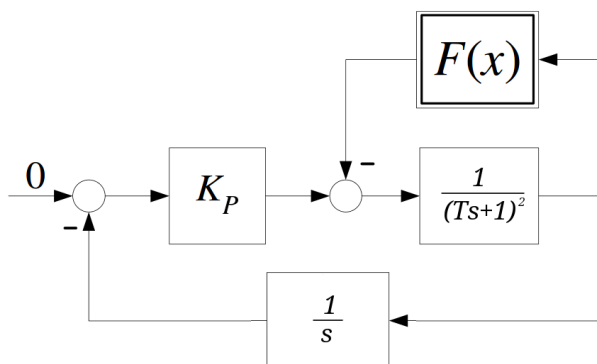 F(x)
-
0
K_P
-
1
(Ts+1)²
-
1
s